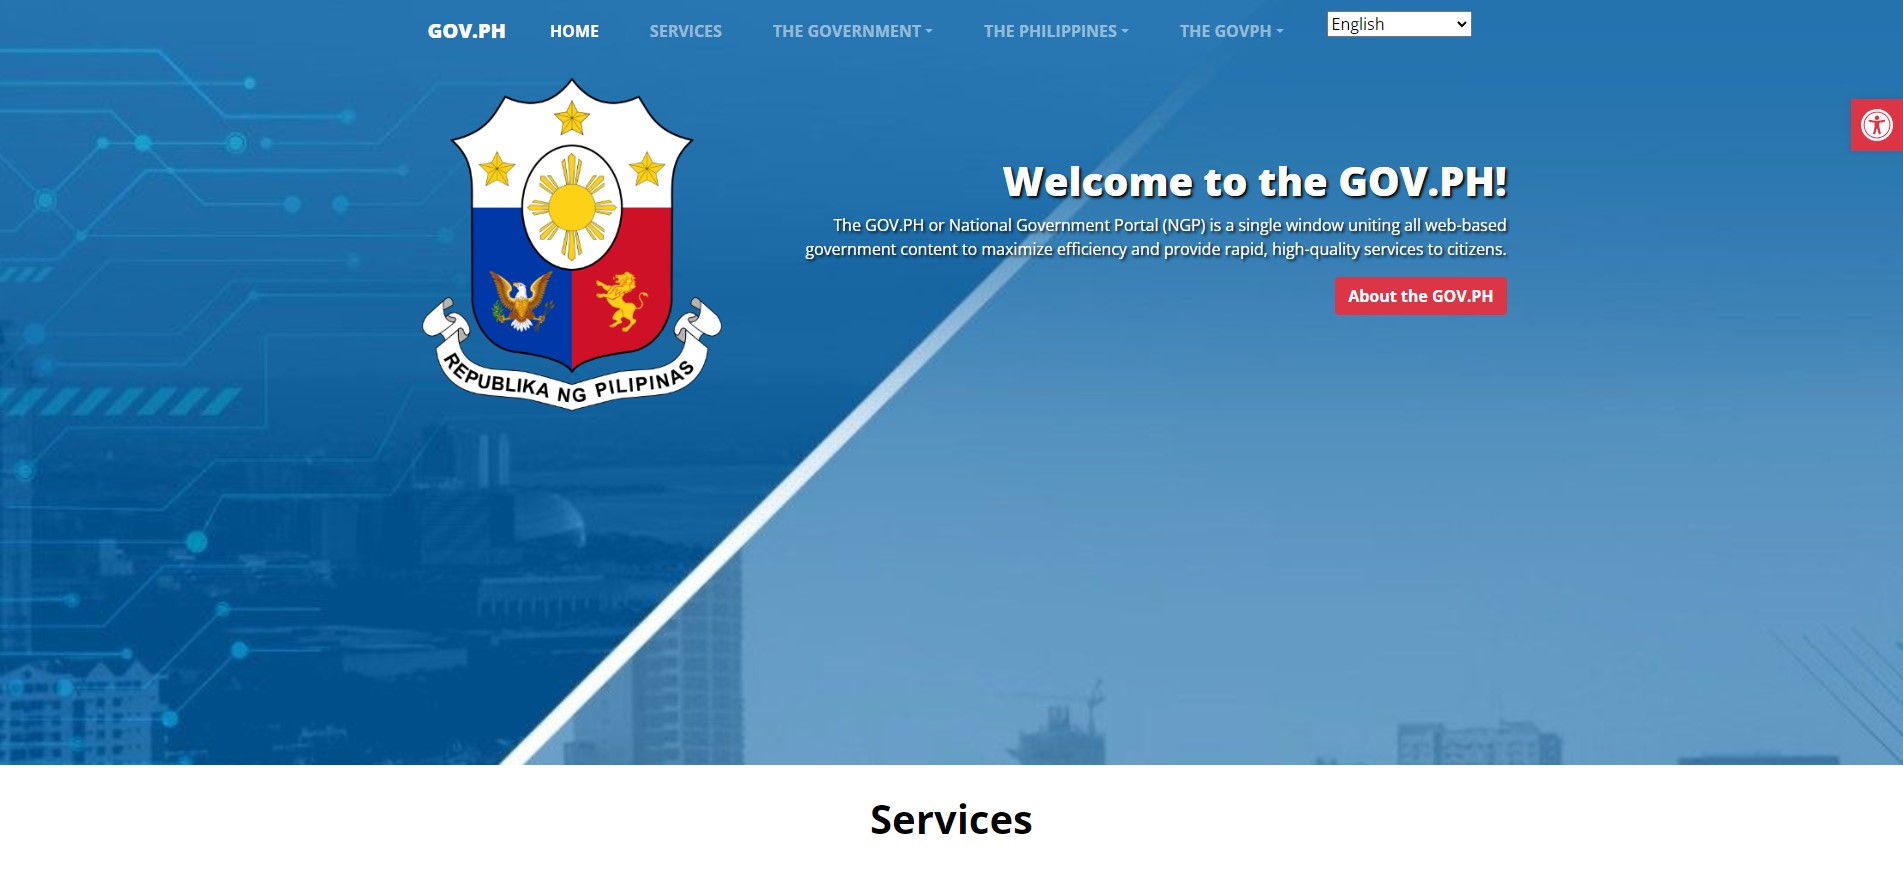 GOV.PH HOME SERVICES THE GOVERNMENT THE PHILIPPINES THE GOVPH English
REPUBLIKA NG PILIPINAS
Welcome to the GOV.PH!
The GOV.PH or National Government Portal (NGP) is a single window uniting all web-based
government content to maximize efficiency and provide rapid, high-quality services to citizens.
About the GOV.PH
Services